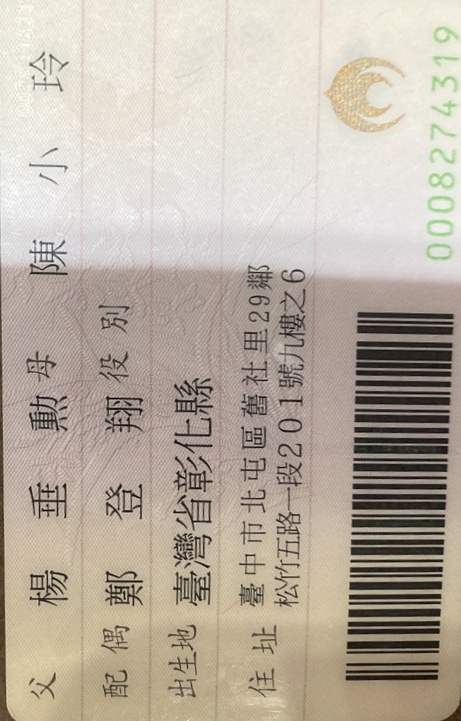 父 楊垂勳 母 陳小玲
配偶 鄭登翔 役別
出生地 臺灣省彰化縣
住址 臺中市北屯區舊社里29鄰
松竹五路一段201號九樓之6
0008274319